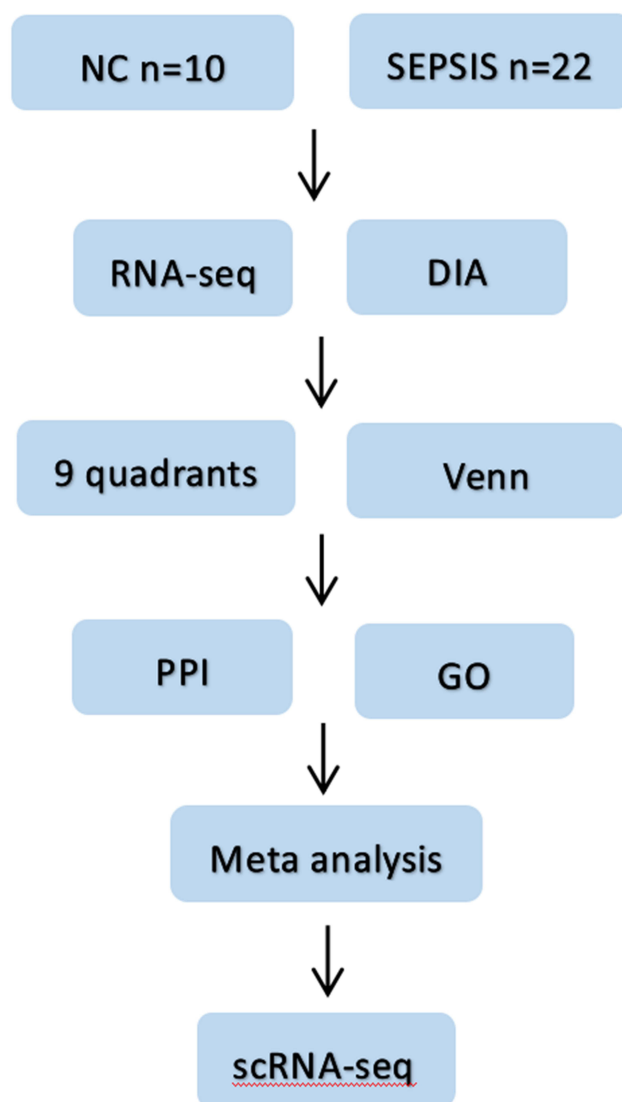 NC n=10
SEPSIS n=22
RNA-seq
DIA
9 quadrants
Venn
PPI
GO
Meta analysis
scRNA-seq